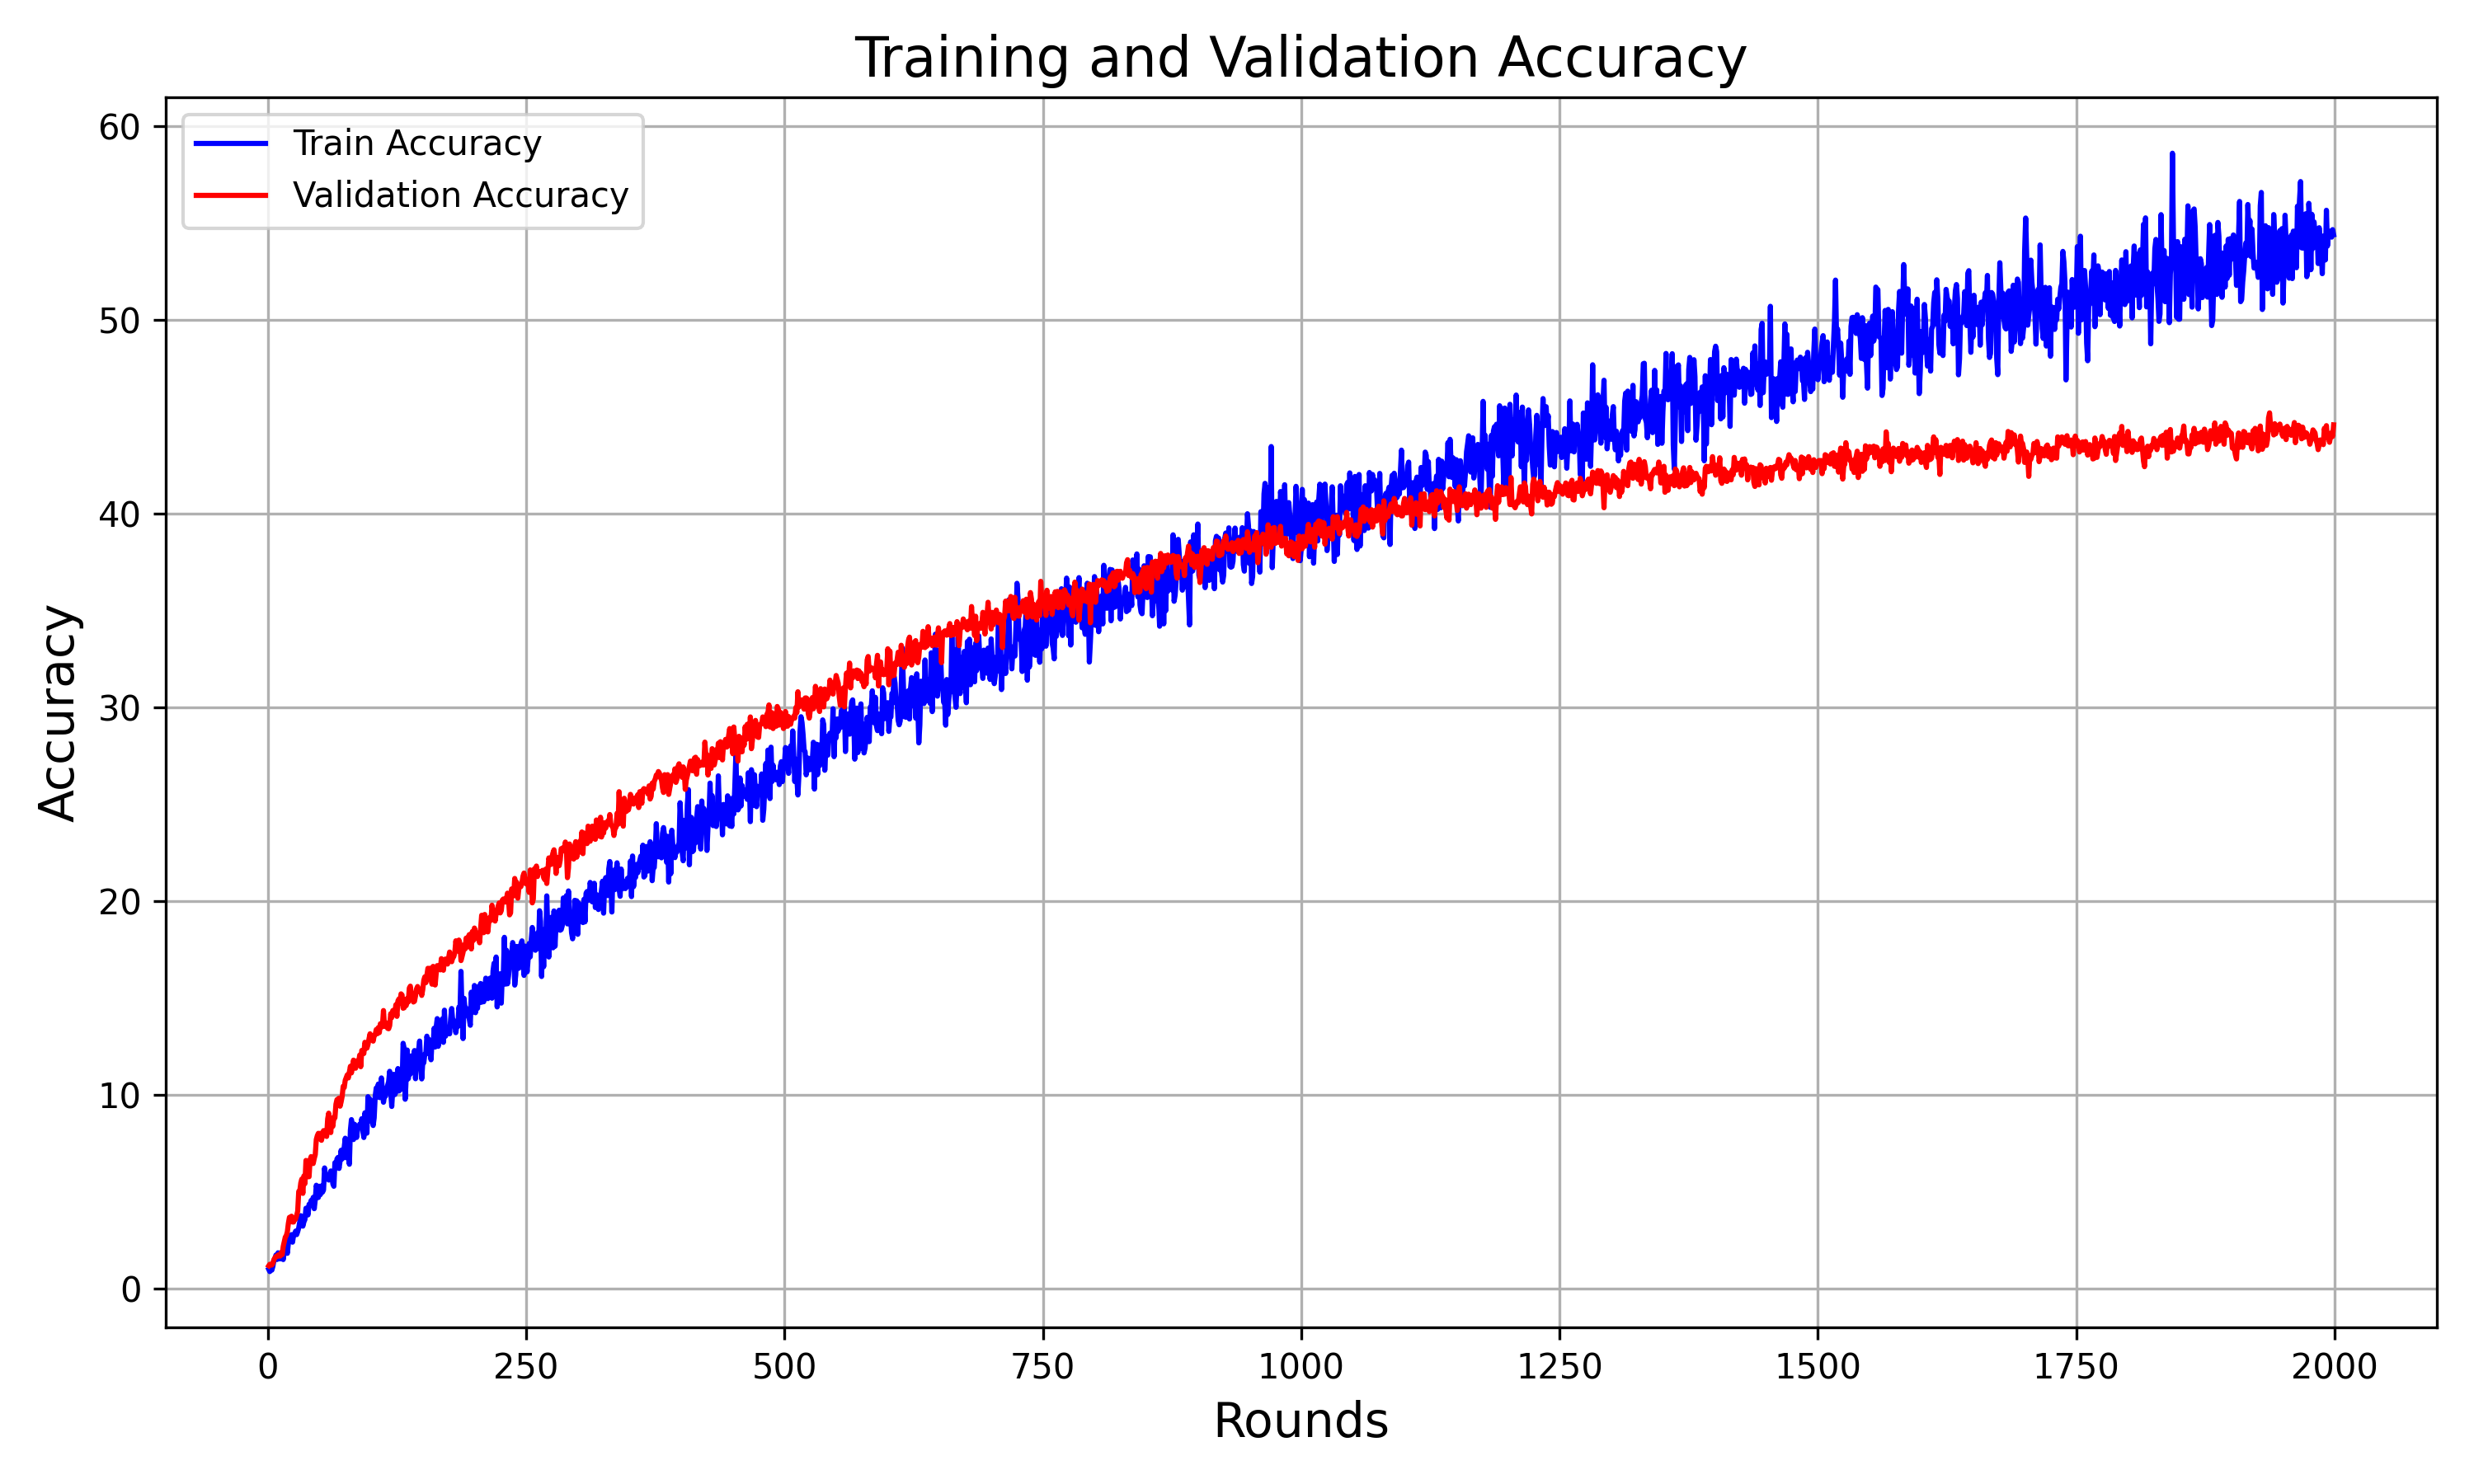 Training and Validation Accuracy
Train Accuracy
Validation Accuracy
60
50
40
30
20
10
0
Accuracy
0 250 500 750 1000 1250 1500 1750 2000
Rounds